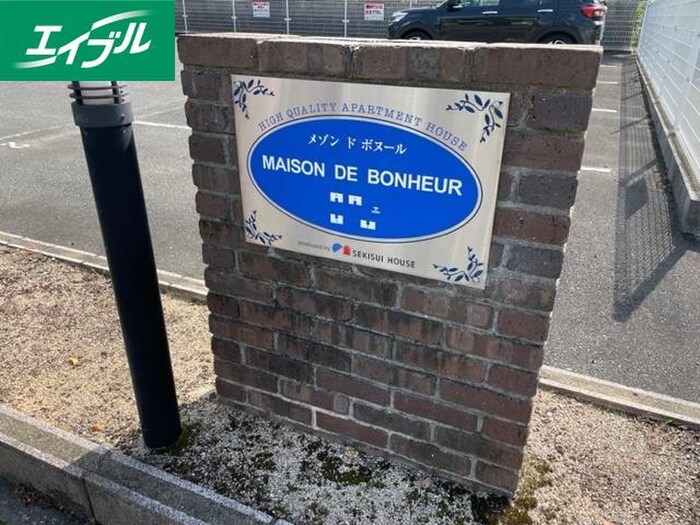 エイブル
HIGH QUALITY APARTMENT HOUSE
メゾン ド ボヌール
MAISON DE BONHEUR
produced by SEKISUI HOUSE